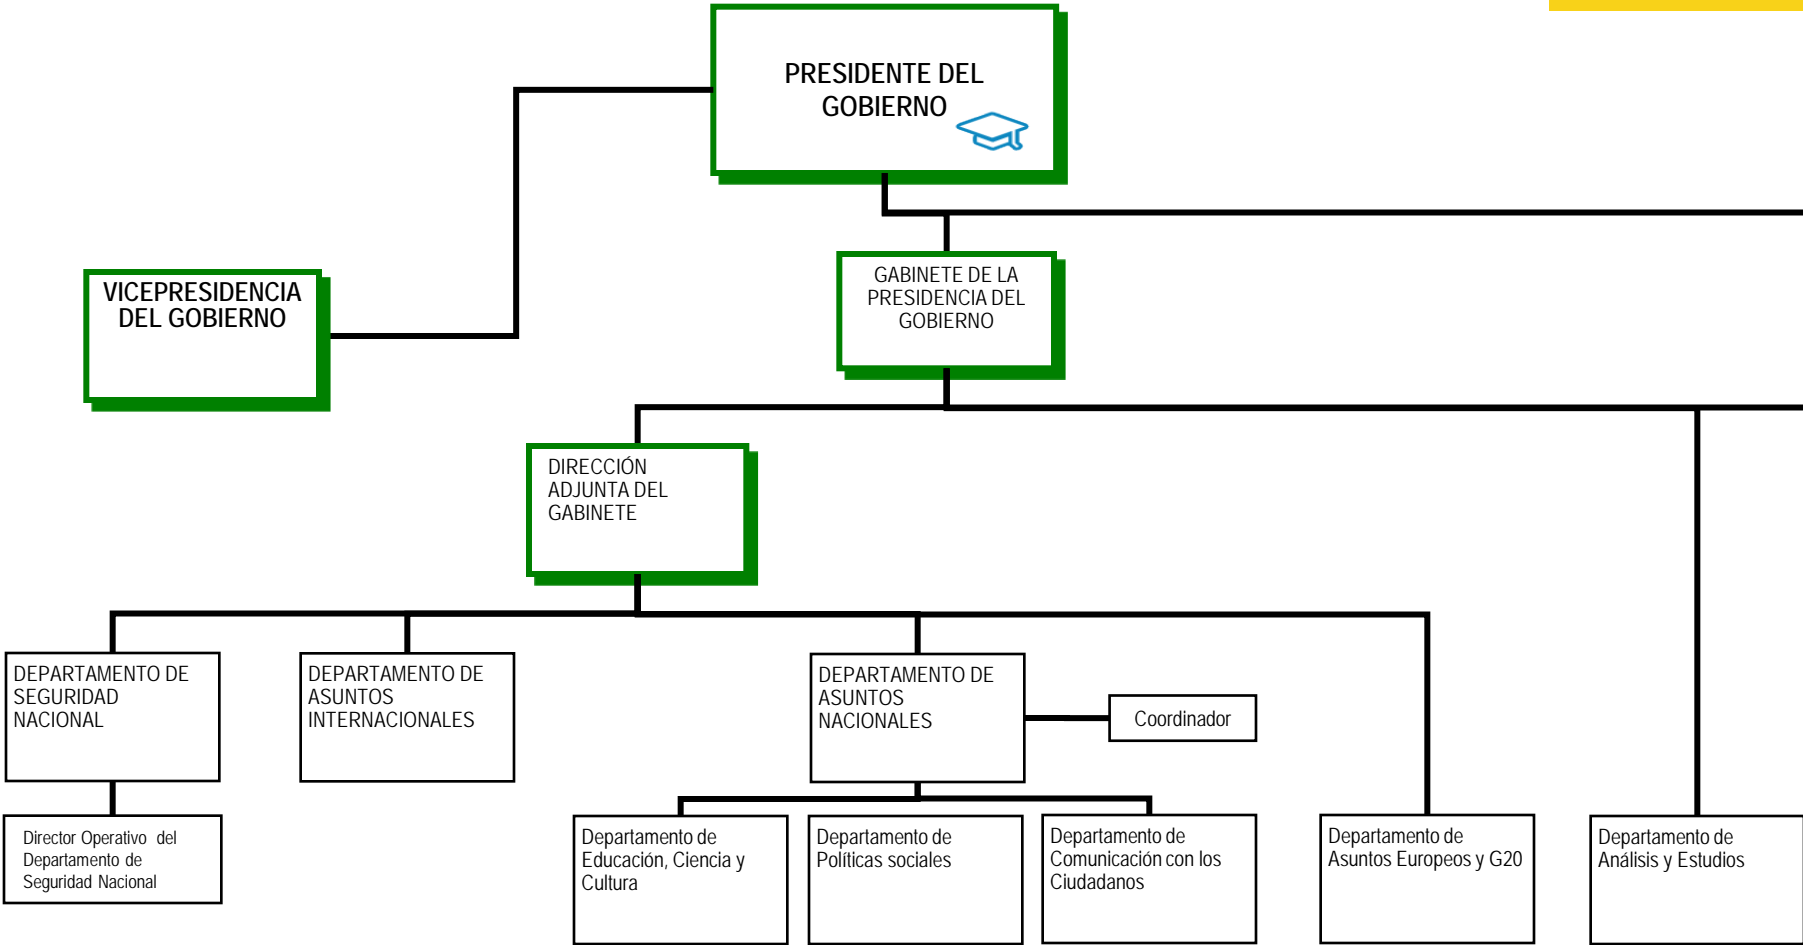 PRESIDENTE DEL
GOBIERNO
VICEPRESIDENCIA
DEL GOBIERNO
GABINETE DE LA
PRESIDENCIA DEL
GOBIERNO
DIRECCIÓN
ADJUNTA DEL
GABINETE
DEPARTAMENTO DE
SEGURIDAD
NACIONAL
DEPARTAMENTO DE
ASUNTOS
INTERNACIONALES
DEPARTAMENTO DE
ASUNTOS
NACIONALES
Coordinador
Director Operativo del
Departamento de
Seguridad Nacional
Departamento de
Educación, Ciencia y
Cultura
Departamento de
Políticas sociales
Departamento de
Comunicación con los
Ciudadanos
Departamento de
Asuntos Europeos y G20
Departamento de
Análisis y Estudios